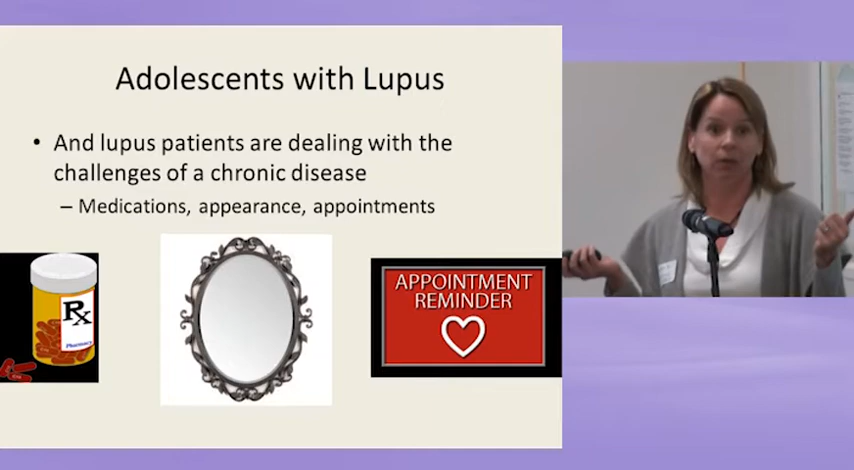 Adolescents with Lupus
• And lupus patients are dealing with the
challenges of a chronic disease
– Medications, appearance, appointments
Rx
Pharmacy
APPOINTMENT
REMINDER